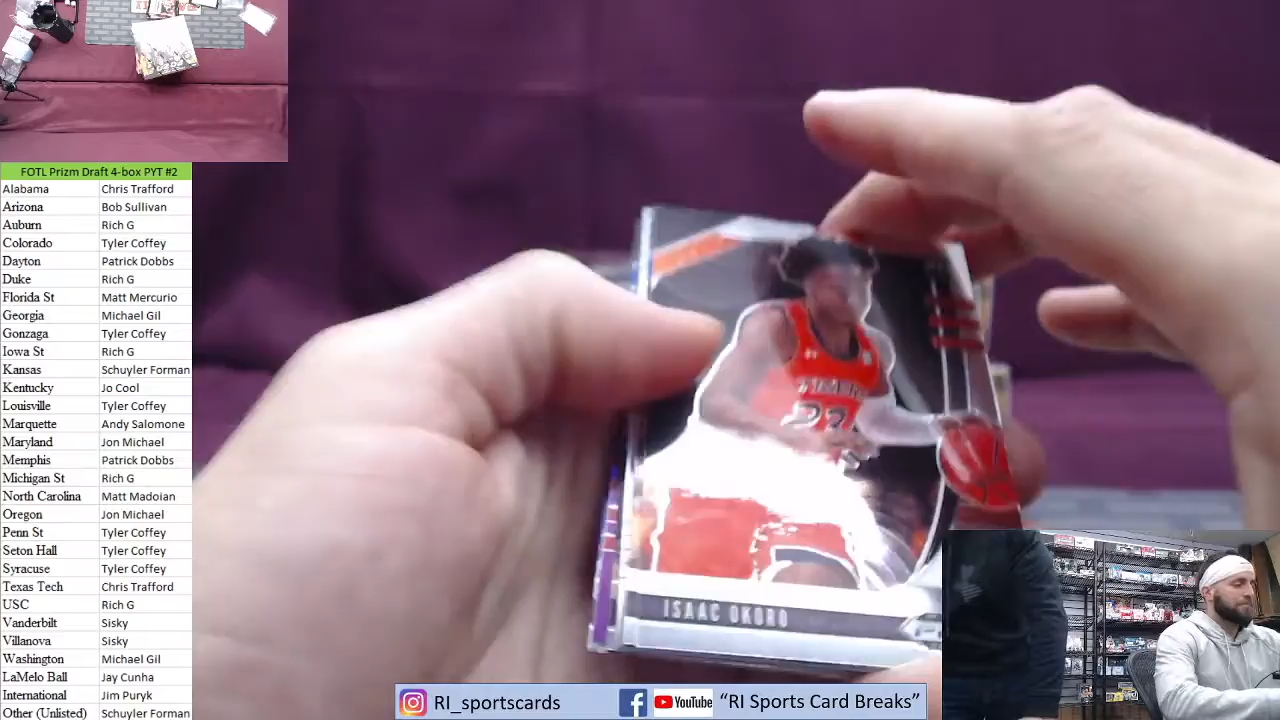 FOTL Prizm Draft 4-box PYT #2
Alabama Chris Trafford
Arizona Bob Sullivan
Auburn Rich G
Colorado Tyler Coffey
Dayton Patrick Dobbs
Duke Rich G
Florida St Matt Mercurio
Georgia Michael Gil
Gonzaga Tyler Coffey
Iowa St Rich G
Kansas Schuyler Forman
Kentucky Jo Cool
Louisville Tyler Coffey
Marquette Andy Salomone
Maryland Jon Michael
Memphis Patrick Dobbs
Michigan St Rich G
North Carolina Matt Madoian
Oregon Jon Michael
Penn St Tyler Coffey
Seton Hall Tyler Coffey
Syracuse Tyler Coffey
Texas Tech Chris Trafford
USC Rich G
Vanderbilt Sisky
Villanova Sisky
Washington Michael Gil
LaMelo Ball Jay Cunha
International Jim Puryk
Other (Unlisted) Schuyler Forman
TIGERS
ISAAC OKORO
RI_sportscards
YouTube
"RI Sports Card Breaks"